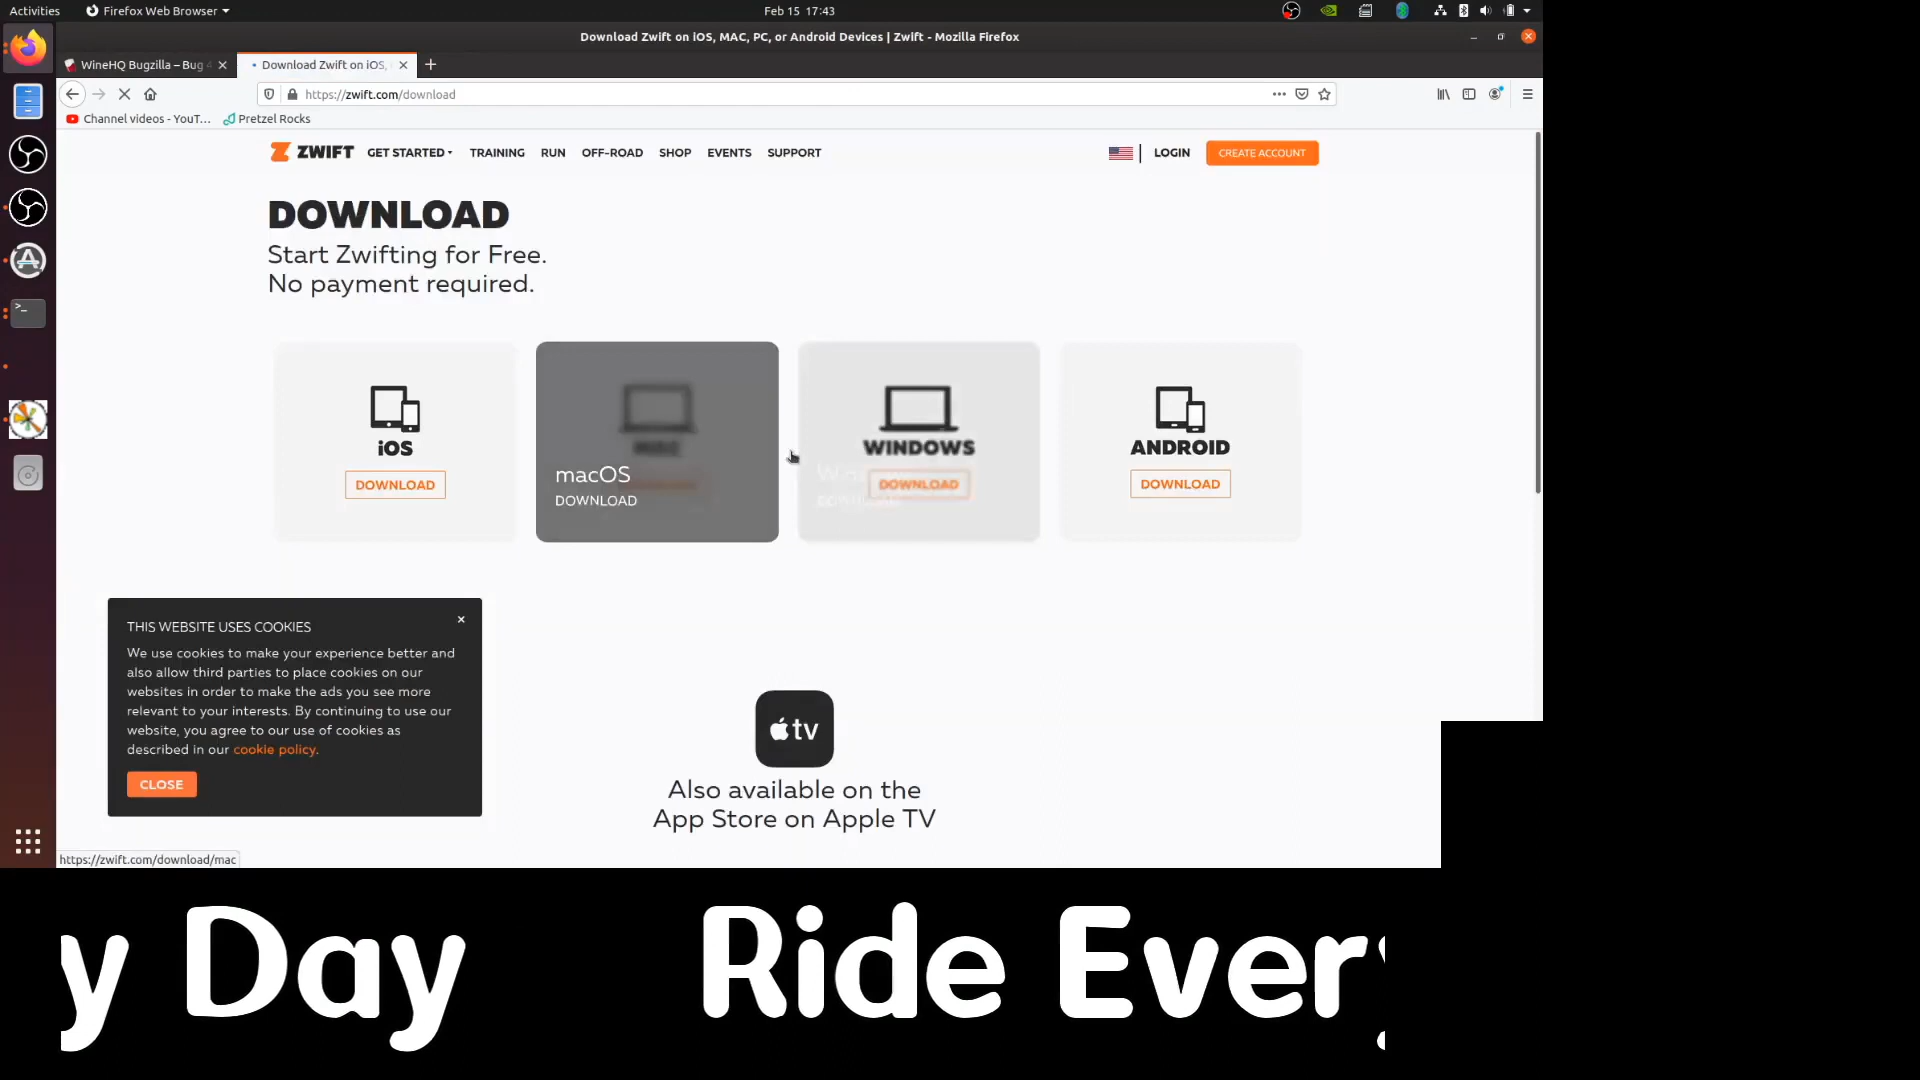 Activities
Firefox Web Browser
Feb 15 17:43
Download Zwift on iOS, MAC, PC, or Android Devices | Zwift - Mozilla Firefox
WineHQ Bugzilla – Bug
Download Zwift on iOS,
https://zwift.com/download
Channel videos - YouT...
Pretzel Rocks
ZWIFT
GET STARTED
TRAINING
RUN
OFF-ROAD
SHOP
EVENTS
SUPPORT
LOGIN
CREATE ACCOUNT
DOWNLOAD
Start Zwifting for Free.
No payment required.
iOS
DOWNLOAD
macOS
DOWNLOAD
WINDOWS
DOWNLOAD
ANDROID
DOWNLOAD
THIS WEBSITE USES COOKIES
We use cookies to make your experience better and
also allow third parties to place cookies on our
websites in order to make the ads you see more
relevant to your interests. By continuing to use our
website, you agree to our use of cookies as
described in our cookie policy.
CLOSE
tv
Also available on the
App Store on Apple TV
https://zwift.com/download/mac
y Day Ride Every